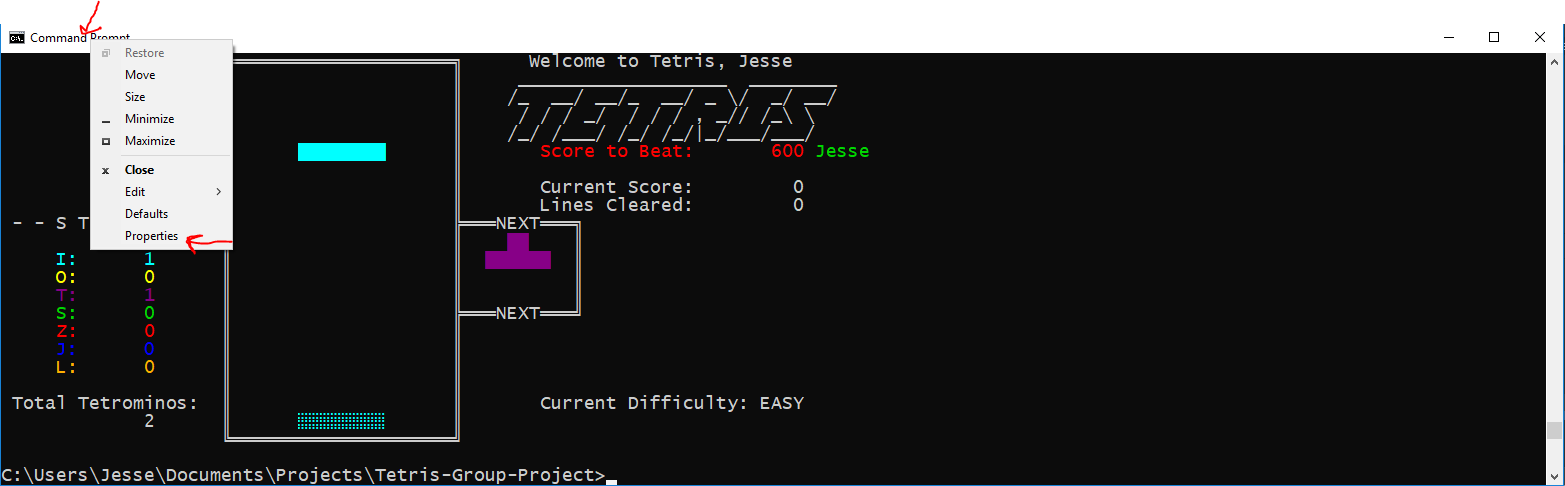 Command Prompt
Restore
Move
Size
Minimize
Maximize
Close
Edit
Defaults
Properties
Welcome to Tetris, Jesse
TETRIS
Score to Beat: 600 Jesse
Current Score: 0
Lines Cleared: 0
- - S T
NEXT
I: 1
O: 0
T: 1
S: 0
Z: 0
J: 0
L: 0
NEXT
Total Tetrominos:
2
Current Difficulty: EASY
C:\Users\Jesse\Documents\Projects\Tetris-Group-Project>